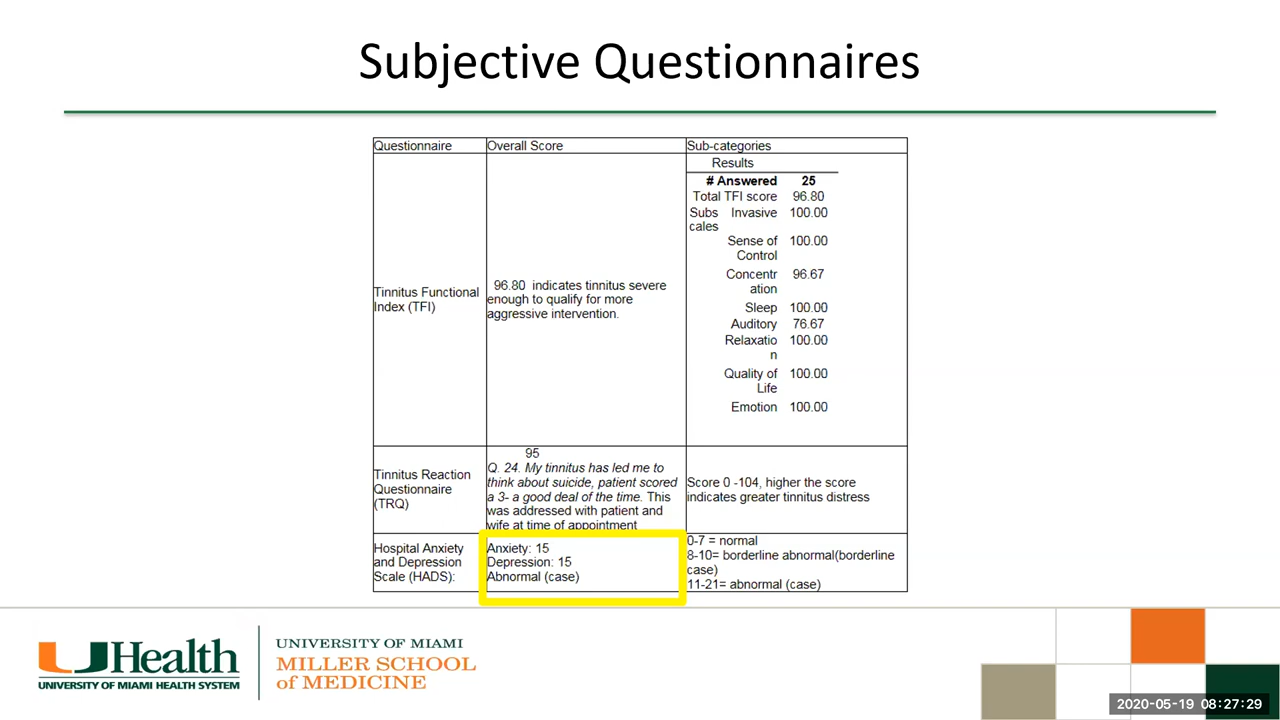 Subjective Questionnaires
Questionnaire
Overall Score
Sub-categories
Tinnitus Functional
Index (TFI)
96.80 indicates tinnitus severe
enough to qualify for more
aggressive intervention.
Results
# Answered 25
Total TFI score 96.80
Subs Invasive 100.00
cales
Sense of 100.00
Control
Concentr 96.67
ation
Sleep 100.00
Auditory 76.67
Relaxatio 100.00
n
Quality of 100.00
Life
Emotion 100.00
Tinnitus Reaction
Questionnaire
(TRQ)
95
Q. 24. My tinnitus has led me to
think about suicide, patient scored
a 3- a good deal of the time. This
was addressed with patient and
wife at time of appointment
Score 0 -104, higher the score
indicates greater tinnitus distress
Hospital Anxiety
and Depression
Scale (HADS):
Anxiety: 15
Depression: 15
Abnormal (case)
0-7 = normal
8-10= borderline abnormal(borderline
case)
11-21= abnormal (case)
UHealth
UNIVERSITY OF MIAMI HEALTH SYSTEM
UNIVERSITY OF MIAMI
MILLER SCHOOL
of MEDICINE
2020-05-19 08:27:29